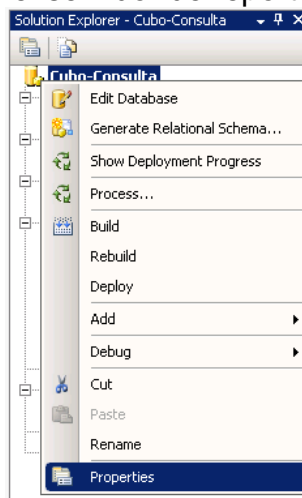 Solution Explorer - Cubo-Consulta
Cubo-Consulta
Edit Database
Generate Relational Schema...
Show Deployment Progress
Process...
Build
Rebuild
Deploy
Add
Debug
Cut
Paste
Rename
Properties